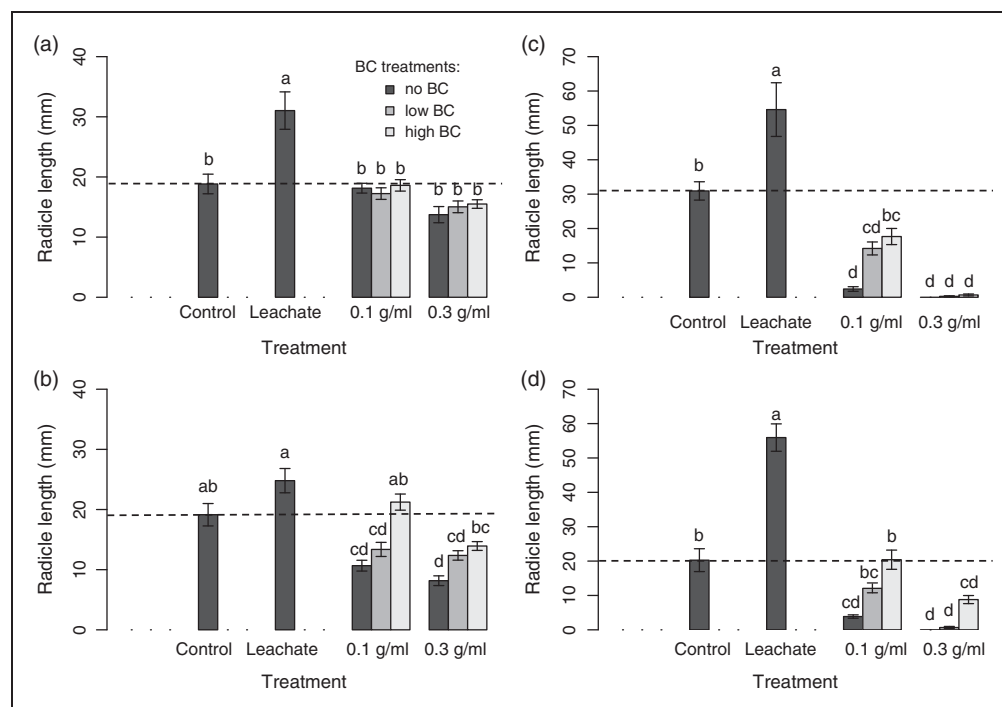 (a)
40
30
20
10
0
Radicle length (mm)
BC treatments:
no BC
low BC
high BC
b
a
b b b
b b b
Control Leachate 0.1 g/ml 0.3 g/ml
Treatment
(c)
70
60
50
40
30
20
10
0
Radicle length (mm)
b
a
d cd bc
d d d
Control Leachate 0.1 g/ml 0.3 g/ml
Treatment
(b)
40
30
20
10
0
Radicle length (mm)
ab
a
cd cd ab
d cd bc
Control Leachate 0.1 g/ml 0.3 g/ml
Treatment
(d)
70
60
50
40
30
20
10
0
Radicle length (mm)
b
a
cd bc b
d d cd
Control Leachate 0.1 g/ml 0.3 g/ml
Treatment